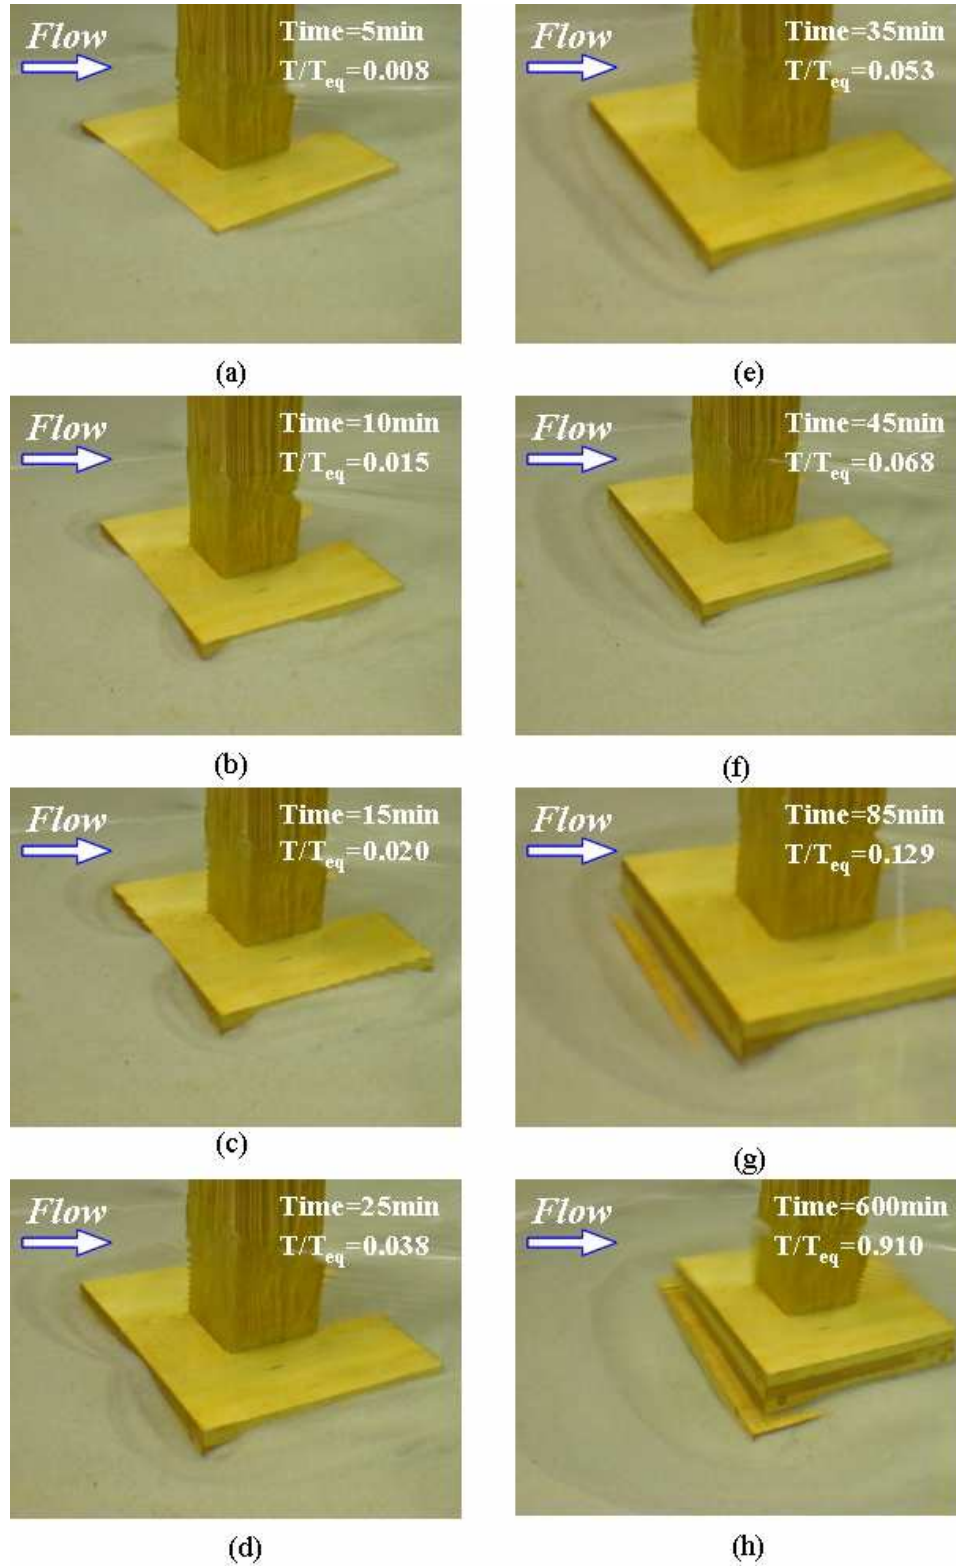 Flow
Time=5min
T/Teq=0.008
(a)
Flow
Time=10min
T/Teq=0.015
(b)
Flow
Time=15min
T/Teq=0.020
(c)
Flow
Time=25min
T/Teq=0.038
(d)
Flow
Time=35min
T/Teq=0.053
(e)
Flow
Time=45min
T/Teq=0.068
(f)
Flow
Time=85min
T/Teq=0.129
(g)
Flow
Time=600min
T/Teq=0.910
(h)